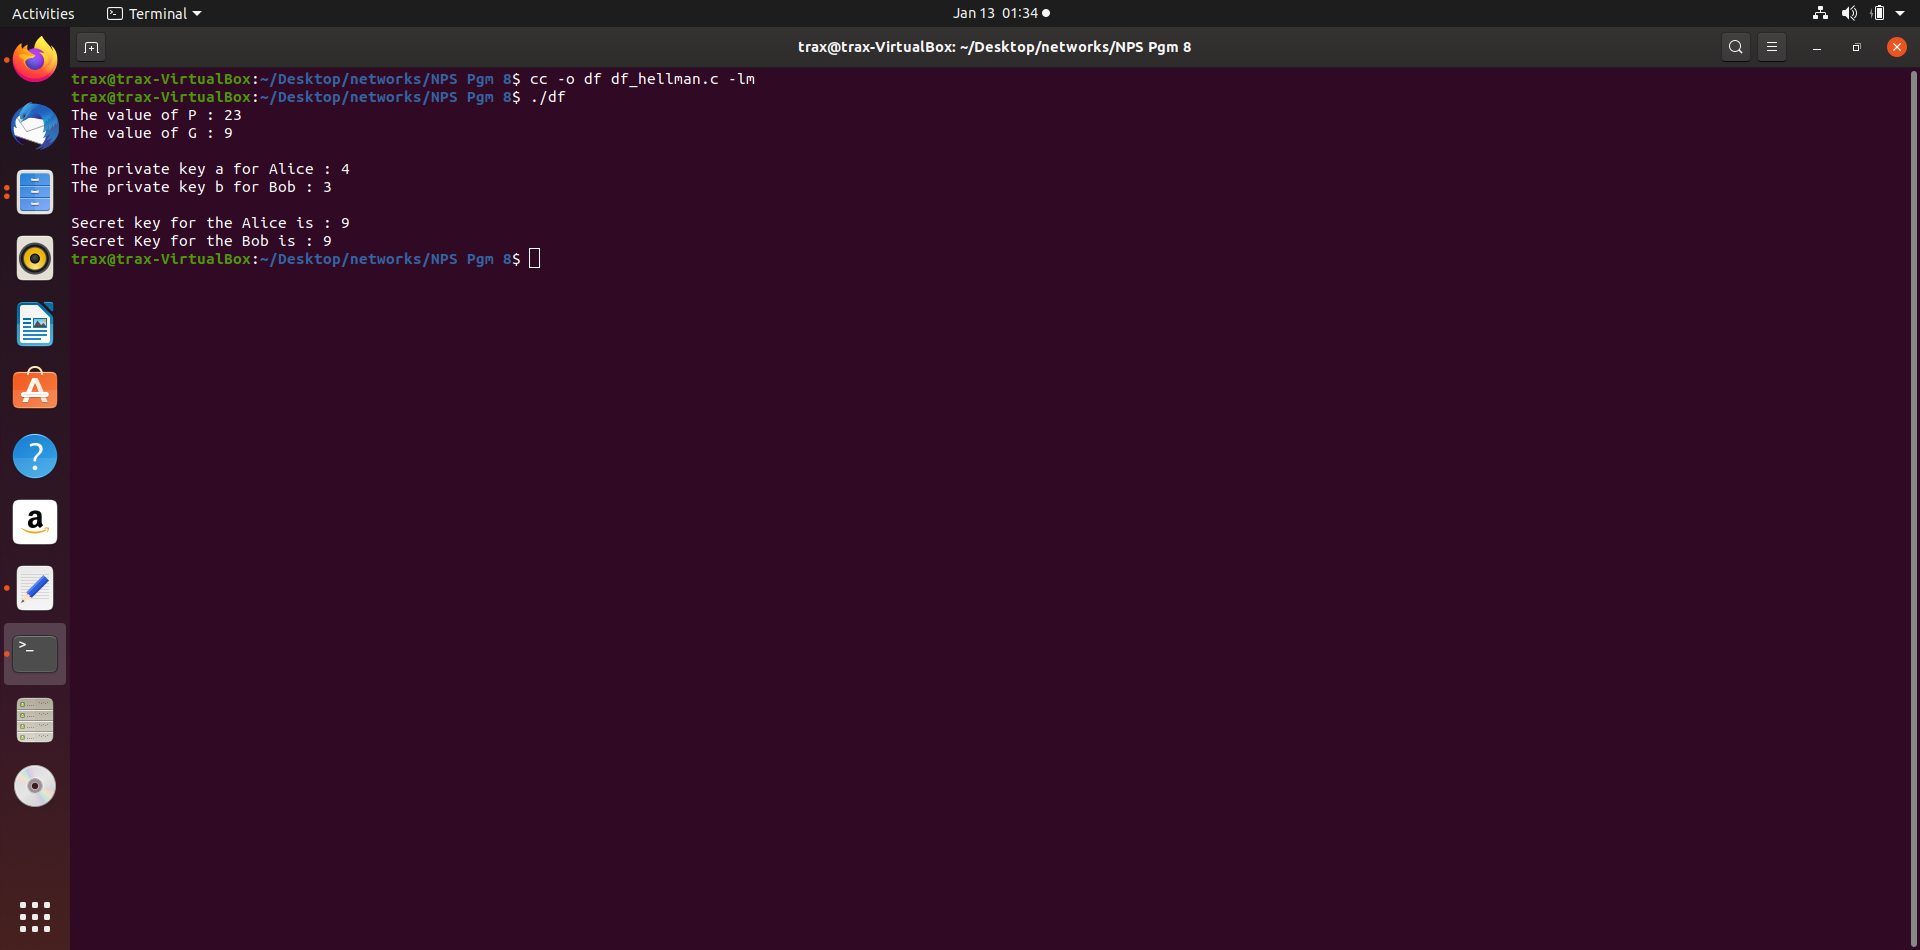 Activities Terminal Jan 13 01:34
trax@trax-VirtualBox: ~/Desktop/networks/NPS Pgm 8
trax@trax-VirtualBox:~/Desktop/networks/NPS Pgm 8$ cc -o df df_hellman.c -lm
trax@trax-VirtualBox:~/Desktop/networks/NPS Pgm 8$ ./df
The value of P : 23
The value of G : 9
The private key a for Alice : 4
The private key b for Bob : 3
Secret key for the Alice is : 9
Secret Key for the Bob is : 9
trax@trax-VirtualBox:~/Desktop/networks/NPS Pgm 8$